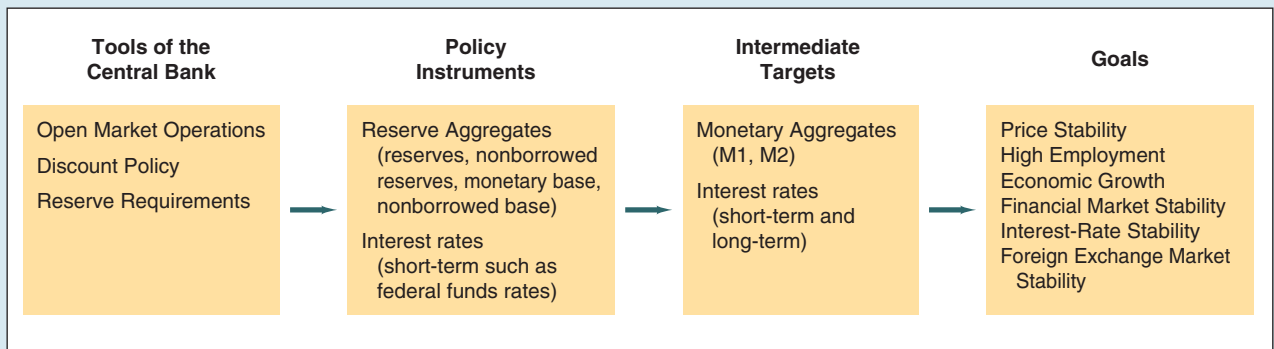 Tools of the
Central Bank
Open Market Operations
Discount Policy
Reserve Requirements
Policy
Instruments
Reserve Aggregates
(reserves, nonborrowed
reserves, monetary base,
nonborrowed base)
Interest rates
(short-term such as
federal funds rates)
Intermediate
Targets
Monetary Aggregates
(M1, M2)
Interest rates
(short-term and
long-term)
Goals
Price Stability
High Employment
Economic Growth
Financial Market Stability
Interest-Rate Stability
Foreign Exchange Market
Stability